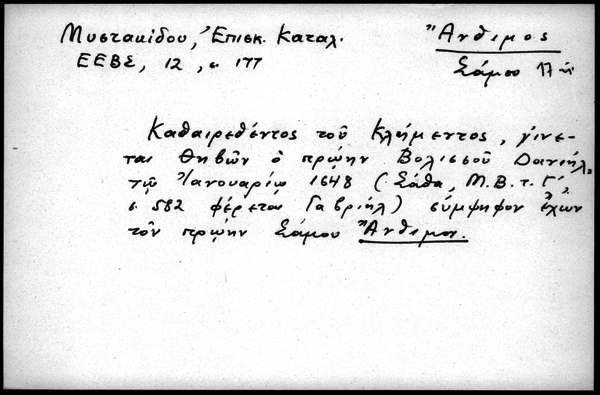 Μυστακίδου, Ἐπισκ. Καταλ.
ΕΕΒΣ, 12, σ. 177
Ἄνθιμος
Σάμου 17
Καθαιρεθέντος τοῦ Κλήμεντος, γίνε-
ται Θηβῶν ὁ πρώην Βολισσοῦ Δανιήλ,
τῷ Ἰανουαρίῳ 1648 (Σάθα, Μ.Β. τ. Γ΄
σ. 582 φέρεται Γαβριήλ) σύμψηφον ἔχων
τὸν πρώην Σάμου Ἄνθιμον.